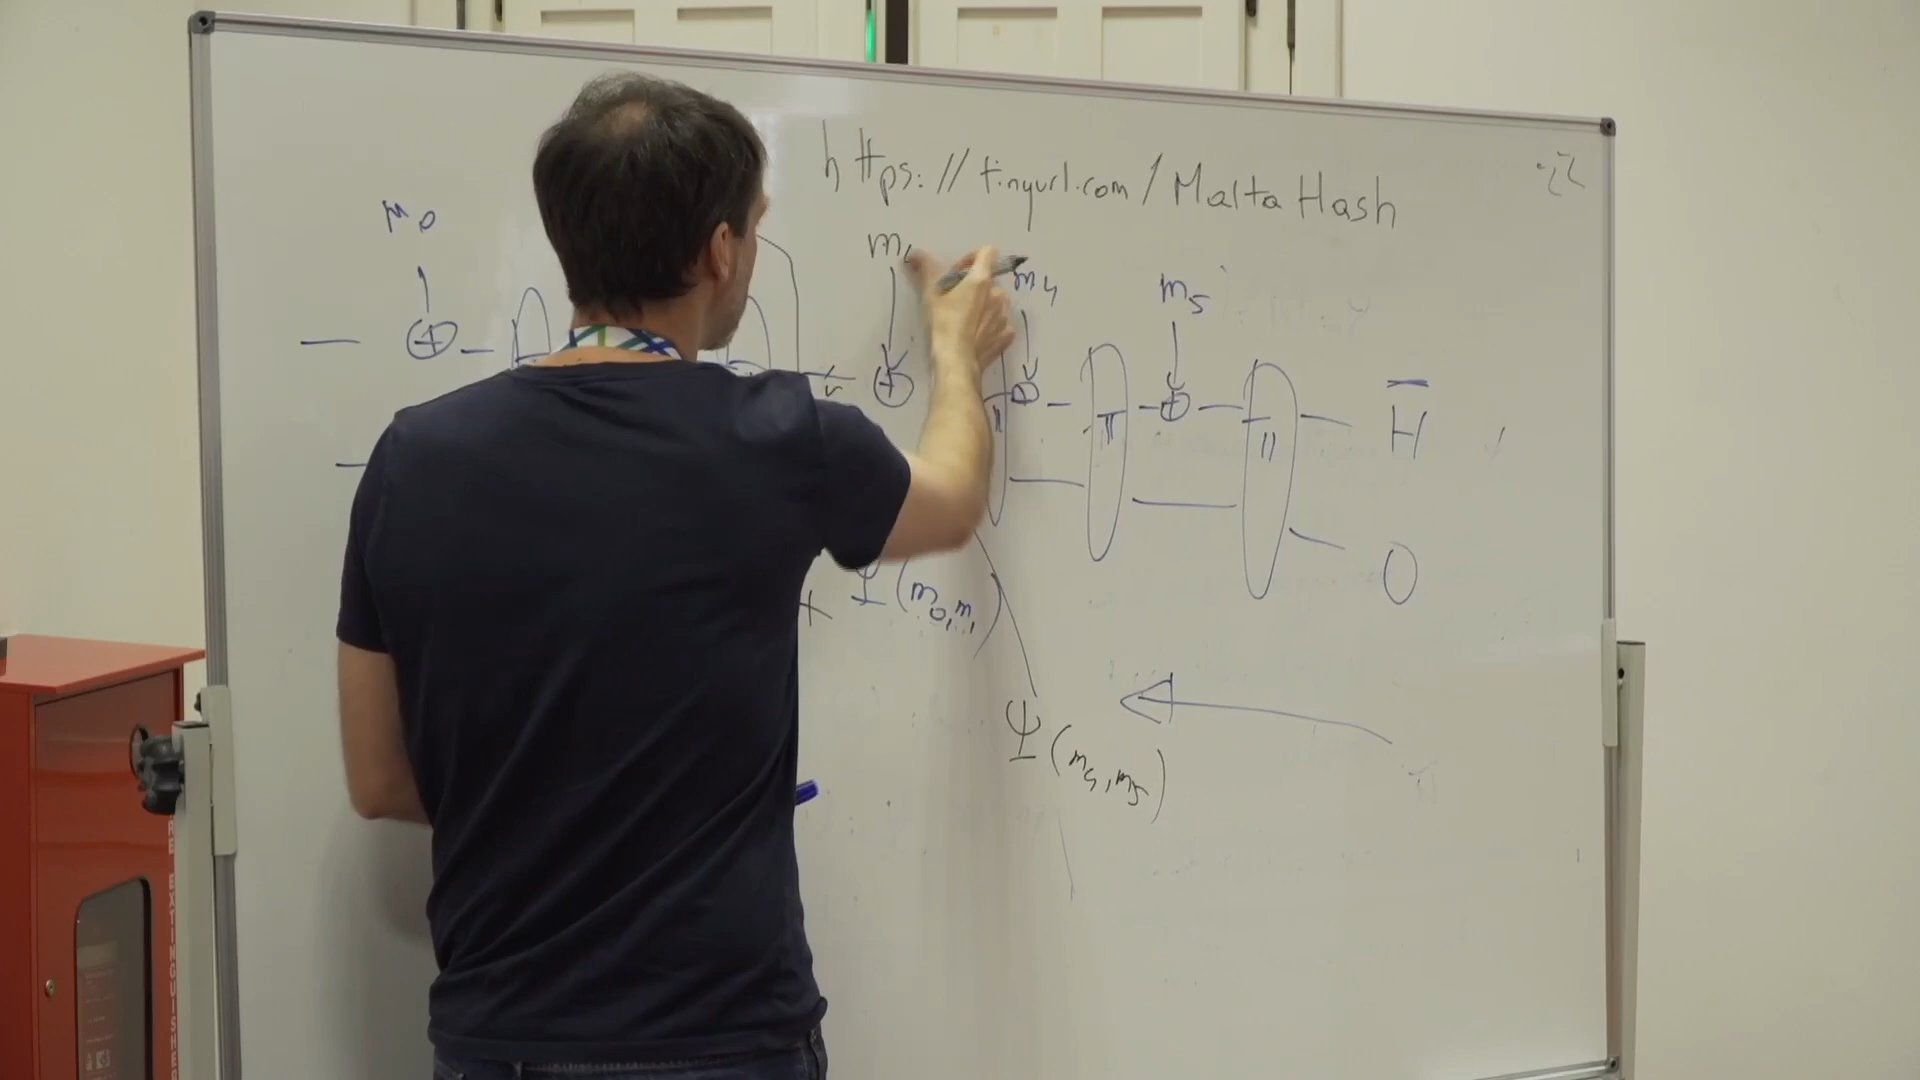 https://tinyurl.com/MaltaHash
m₀
m₄
m₅
π
π
H
0
Ψ(m₀,m₁)
Ψ(m₄,m₅)